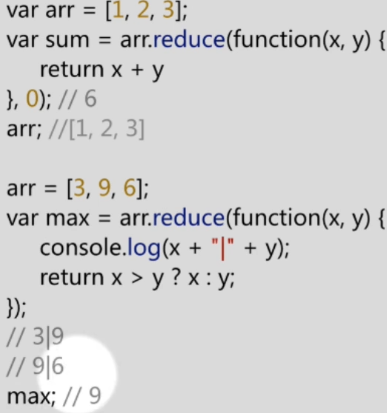 var arr = [1, 2, 3];
var sum = arr.reduce(function(x, y) {
    return x + y
}, 0); // 6
arr; //[1, 2, 3]

arr = [3, 9, 6];
var max = arr.reduce(function(x, y) {
    console.log(x + "|" + y);
    return x > y ? x : y;
});
// 3|9
// 9|6
max; // 9